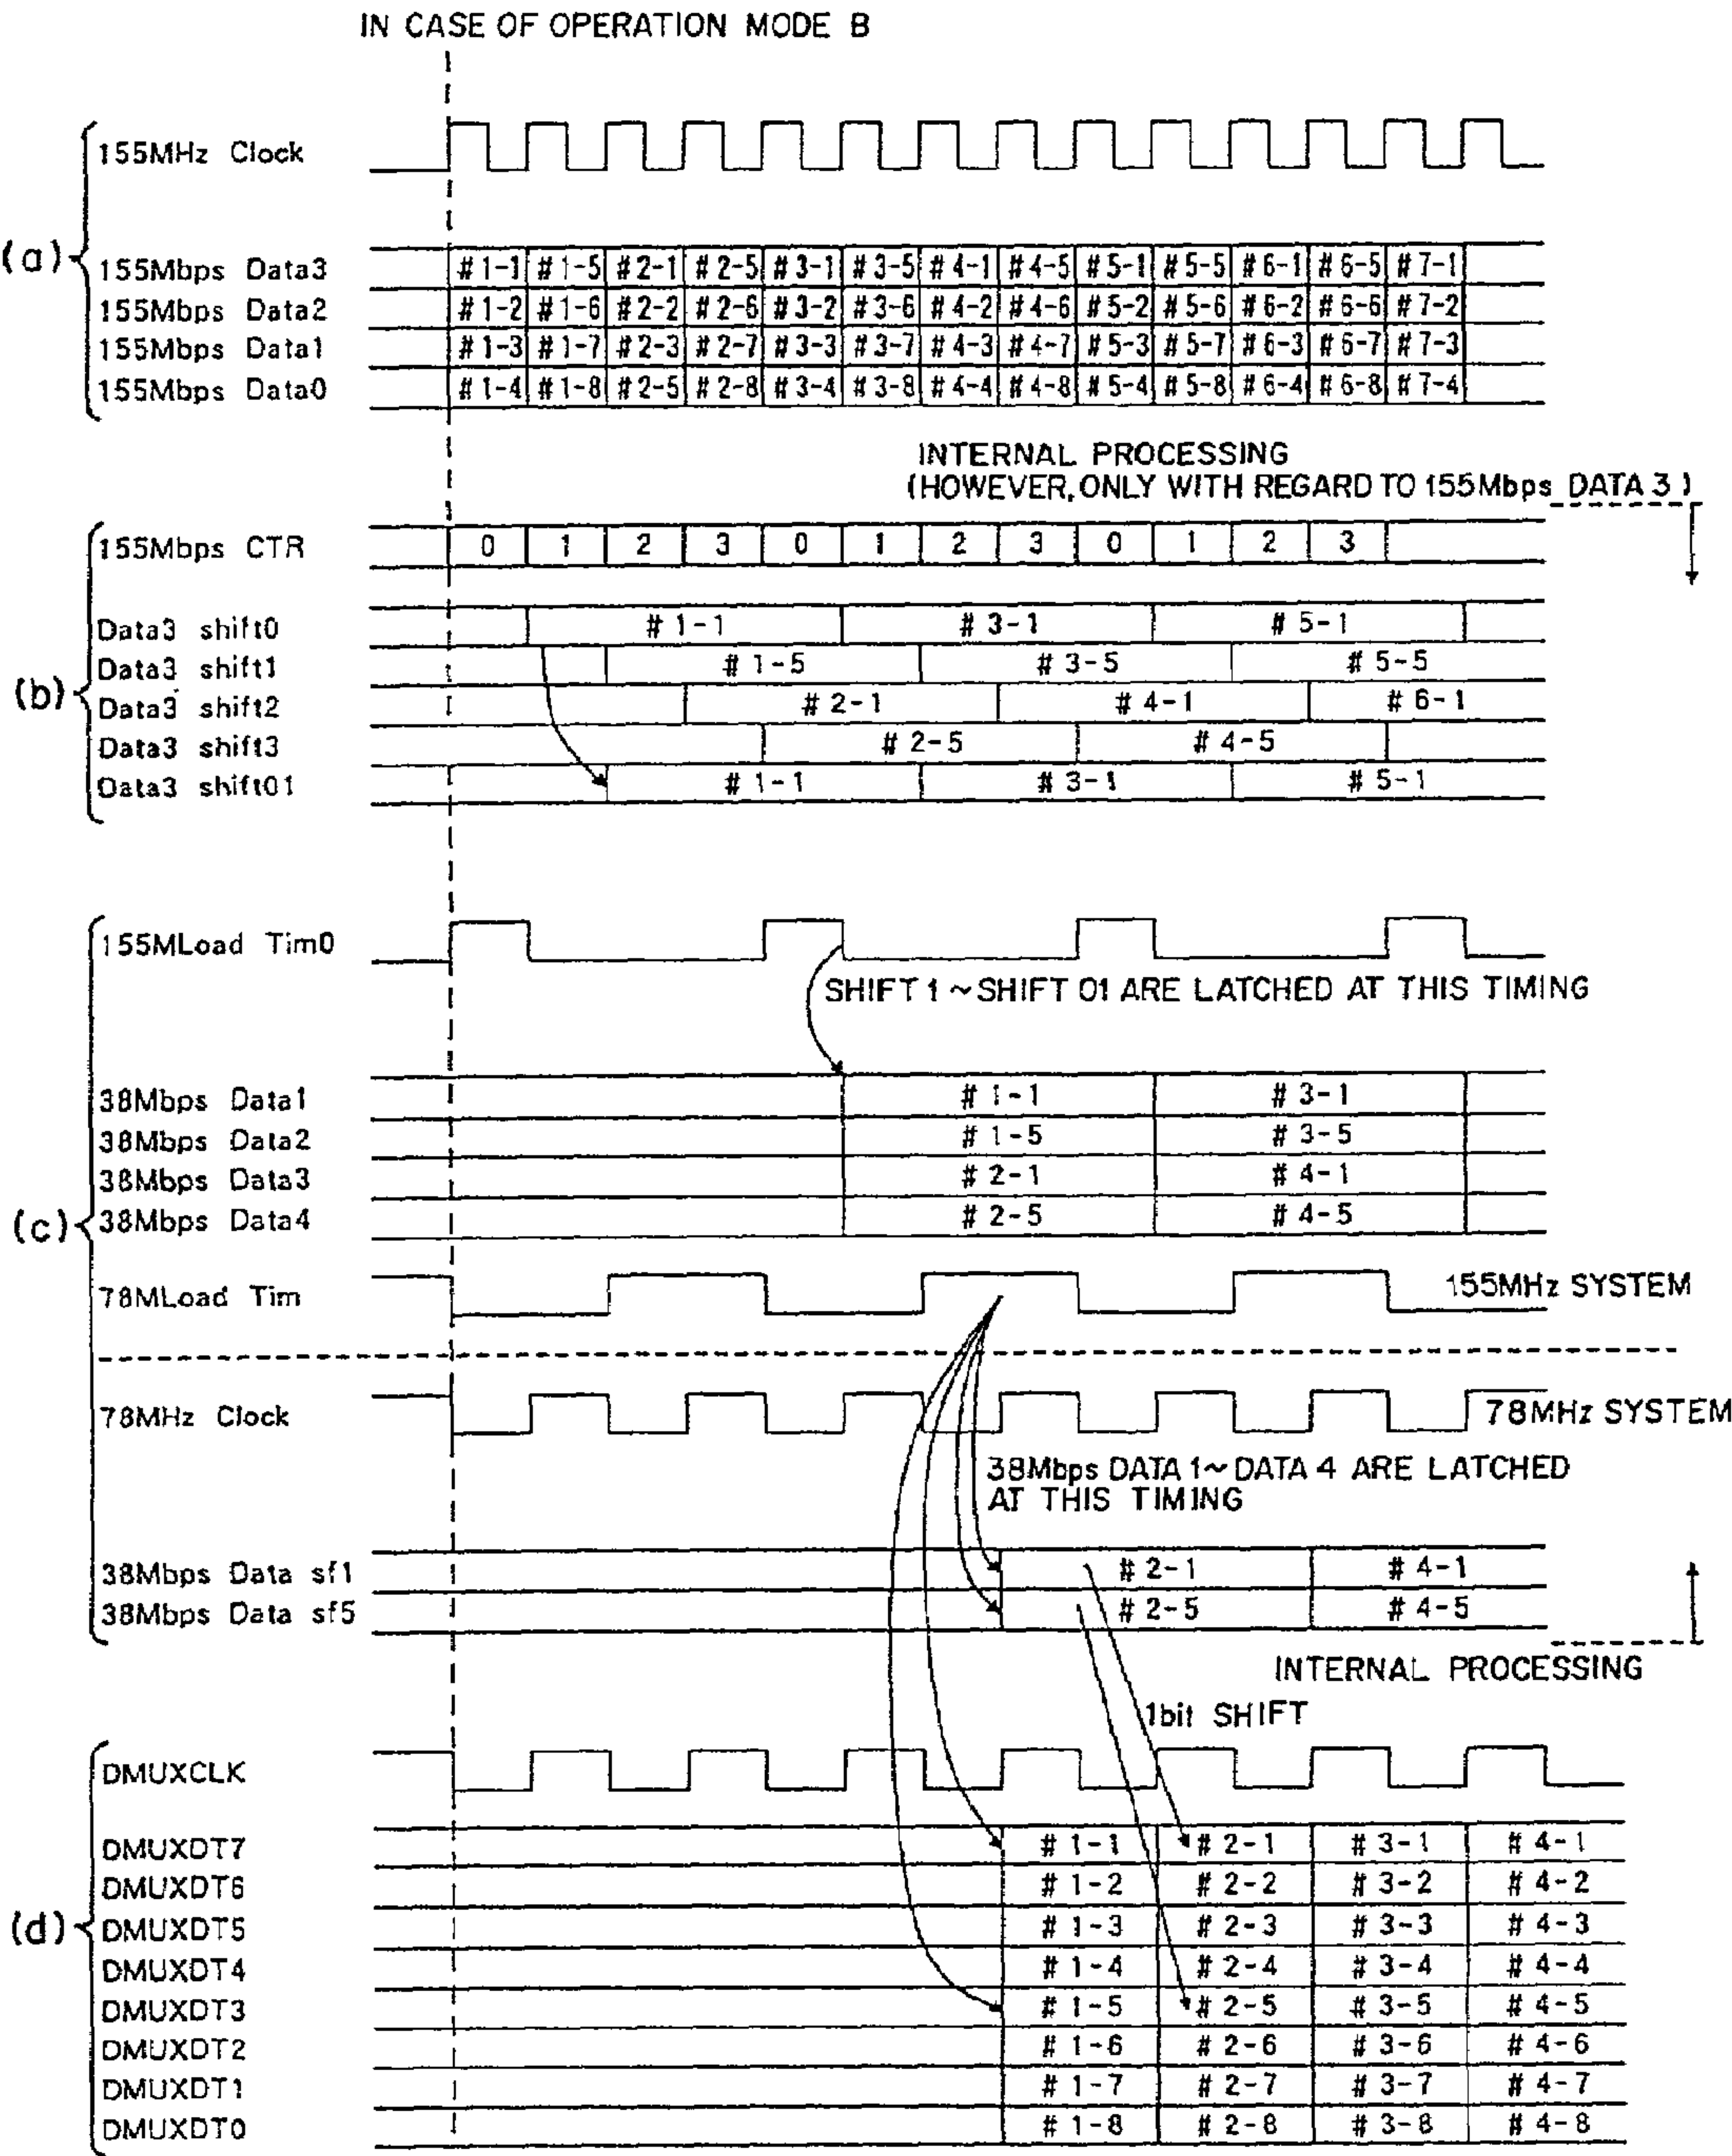 IN CASE OF OPERATION MODE B
(a)
155MHz Clock
155Mbps Data3 #1-1 #1-5 #2-1 #2-5 #3-1 #3-5 #4-1 #4-5 #5-1 #5-5 #6-1 #6-5 #7-1
155Mbps Data2 #1-2 #1-6 #2-2 #2-6 #3-2 #3-6 #4-2 #4-6 #5-2 #5-6 #6-2 #6-6 #7-2
155Mbps Data1 #1-3 #1-7 #2-3 #2-7 #3-3 #3-7 #4-3 #4-7 #5-3 #5-7 #6-3 #6-7 #7-3
155Mbps Data0 #1-4 #1-8 #2-5 #2-8 #3-4 #3-8 #4-4 #4-8 #5-4 #5-8 #6-4 #6-8 #7-4
INTERNAL PROCESSING
(HOWEVER, ONLY WITH REGARD TO 155Mbps DATA 3)
(b)
155Mbps CTR 0 1 2 3 0 1 2 3 0 1 2 3
Data3 shift0 #1-1 #3-1 #5-1
Data3 shift1 #1-5 #3-5 #5-5
Data3 shift2 #2-1 #4-1 #6-1
Data3 shift3 #2-5 #4-5
Data3 shift01 #1-1 #3-1 #5-1
(c)
155MLoad Tim0
SHIFT 1 ~ SHIFT 01 ARE LATCHED AT THIS TIMING
38Mbps Data1 #1-1 #3-1
38Mbps Data2 #1-5 #3-5
38Mbps Data3 #2-1 #4-1
38Mbps Data4 #2-5 #4-5
78MLoad Tim 155MHz SYSTEM
78MHz Clock 78MHz SYSTEM
38Mbps DATA 1 ~ DATA 4 ARE LATCHED
AT THIS TIMING
38Mbps Data sf1 #2-1 #4-1
38Mbps Data sf5 #2-5 #4-5
INTERNAL PROCESSING
1bit SHIFT
(d)
DMUXCLK
DMUXDT7 #1-1 #2-1 #3-1 #4-1
DMUXDT6 #1-2 #2-2 #3-2 #4-2
DMUXDT5 #1-3 #2-3 #3-3 #4-3
DMUXDT4 #1-4 #2-4 #3-4 #4-4
DMUXDT3 #1-5 #2-5 #3-5 #4-5
DMUXDT2 #1-6 #2-6 #3-6 #4-6
DMUXDT1 #1-7 #2-7 #3-7 #4-7
DMUXDT0 #1-8 #2-8 #3-8 #4-8